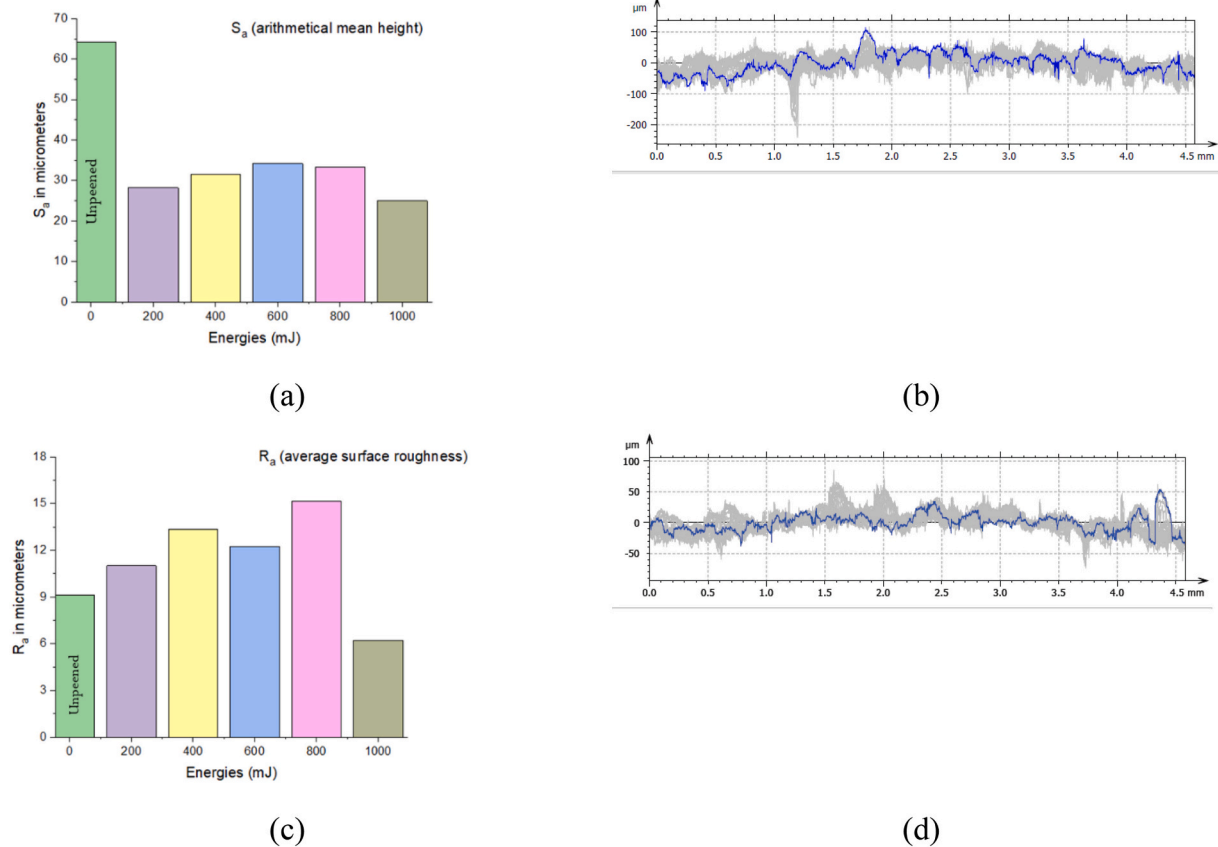 S_a (arithmetical mean height)
S_a in micrometers
70
60
50
40
30
20
10
0
Unpeened
0 200 400 600 800 1000
Energies (mJ)
(a)
µm
100
0
-100
-200
0.0 0.5 1.0 1.5 2.0 2.5 3.0 3.5 4.0 4.5 mm
(b)
R_a (average surface roughness)
R_a in micrometers
18
15
12
9
6
3
0
Unpeened
0 200 400 600 800 1000
Energies (mJ)
(c)
µm
100
50
0
-50
0.0 0.5 1.0 1.5 2.0 2.5 3.0 3.5 4.0 4.5 mm
(d)